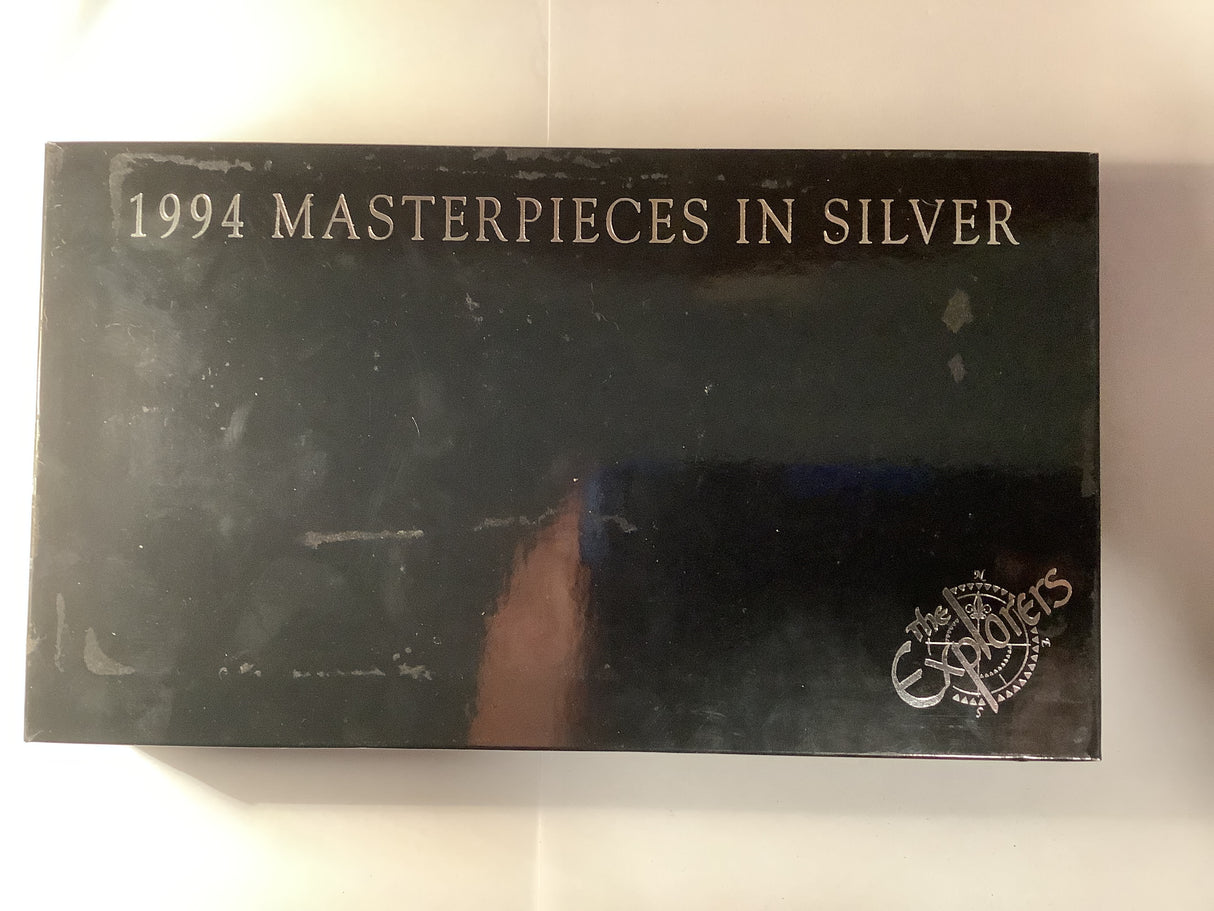 1994 MASTERPIECES IN SILVER
The
Explorers
N
E
S